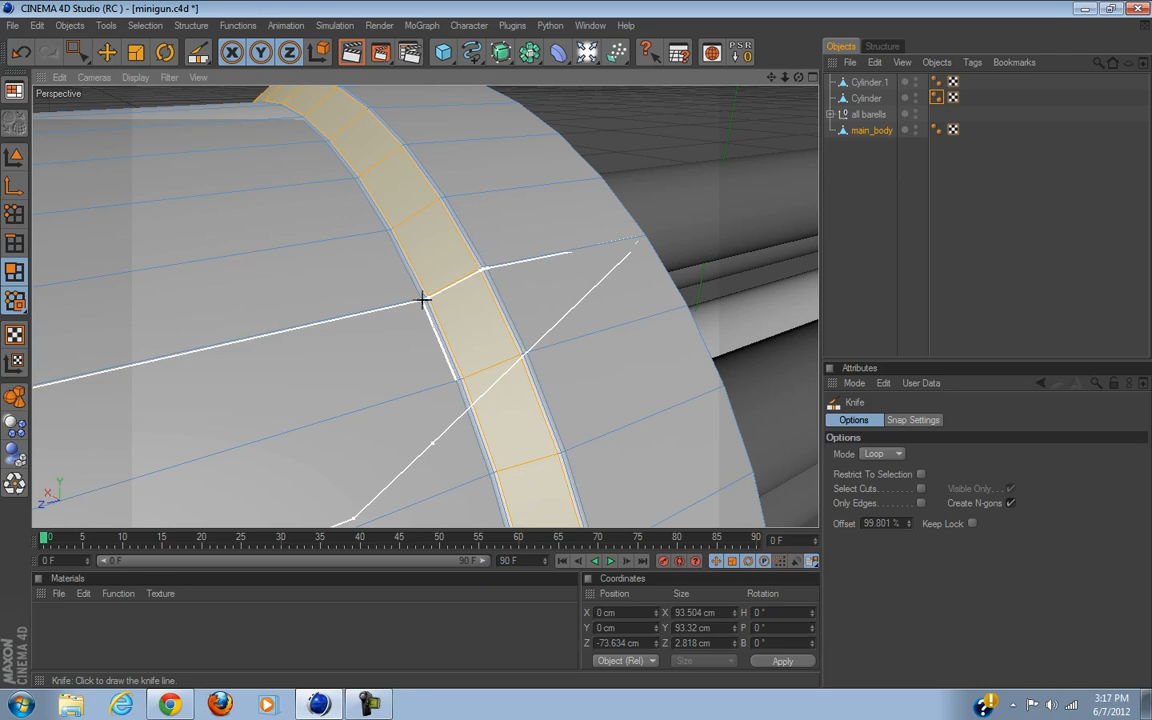 CINEMA 4D Studio (RC ) - [minigun.c4d *]
File Edit Objects Tools Selection Structure Functions Animation Simulation Render MoGraph Character Plugins Python Window Help
PSR
0
Edit Cameras Display Filter View
Perspective
Y
X
Z
Objects Structure
File Edit View Objects Tags Bookmarks
Cylinder.1
Cylinder
all barells
main_body
Attributes
Mode Edit User Data
Knife
Options Snap Settings
Options
Mode Loop
Restrict To Selection
Select Cuts Visible Only
Only Edges Create N-gons
Offset 99.801 % Keep Lock
0 5 10 15 20 25 30 35 40 45 50 55 60 65 70 75 80 85 90 0 F
0 F 0 F 90 F 90 F
Materials
File Edit Function Texture
Coordinates
Position Size Rotation
X 0 cm X 93.504 cm H 0 °
Y 0 cm Y 93.32 cm P 0 °
Z -73.634 cm Z 2.818 cm B 0 °
Object (Rel) Size Apply
MAXON
CINEMA 4D
Knife: Click to draw the knife line.
3:17 PM
6/7/2012